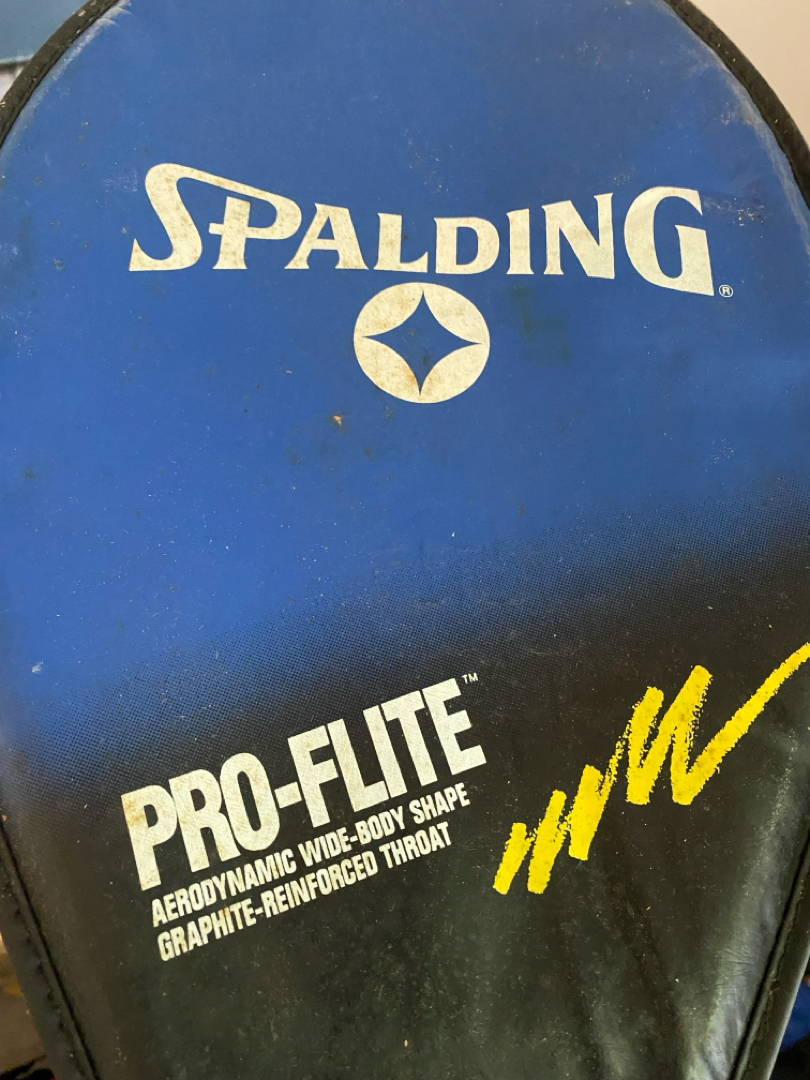 SPALDING®
PRO-FLITE™
AERODYNAMIC WIDE-BODY SHAPE
GRAPHITE-REINFORCED THROAT